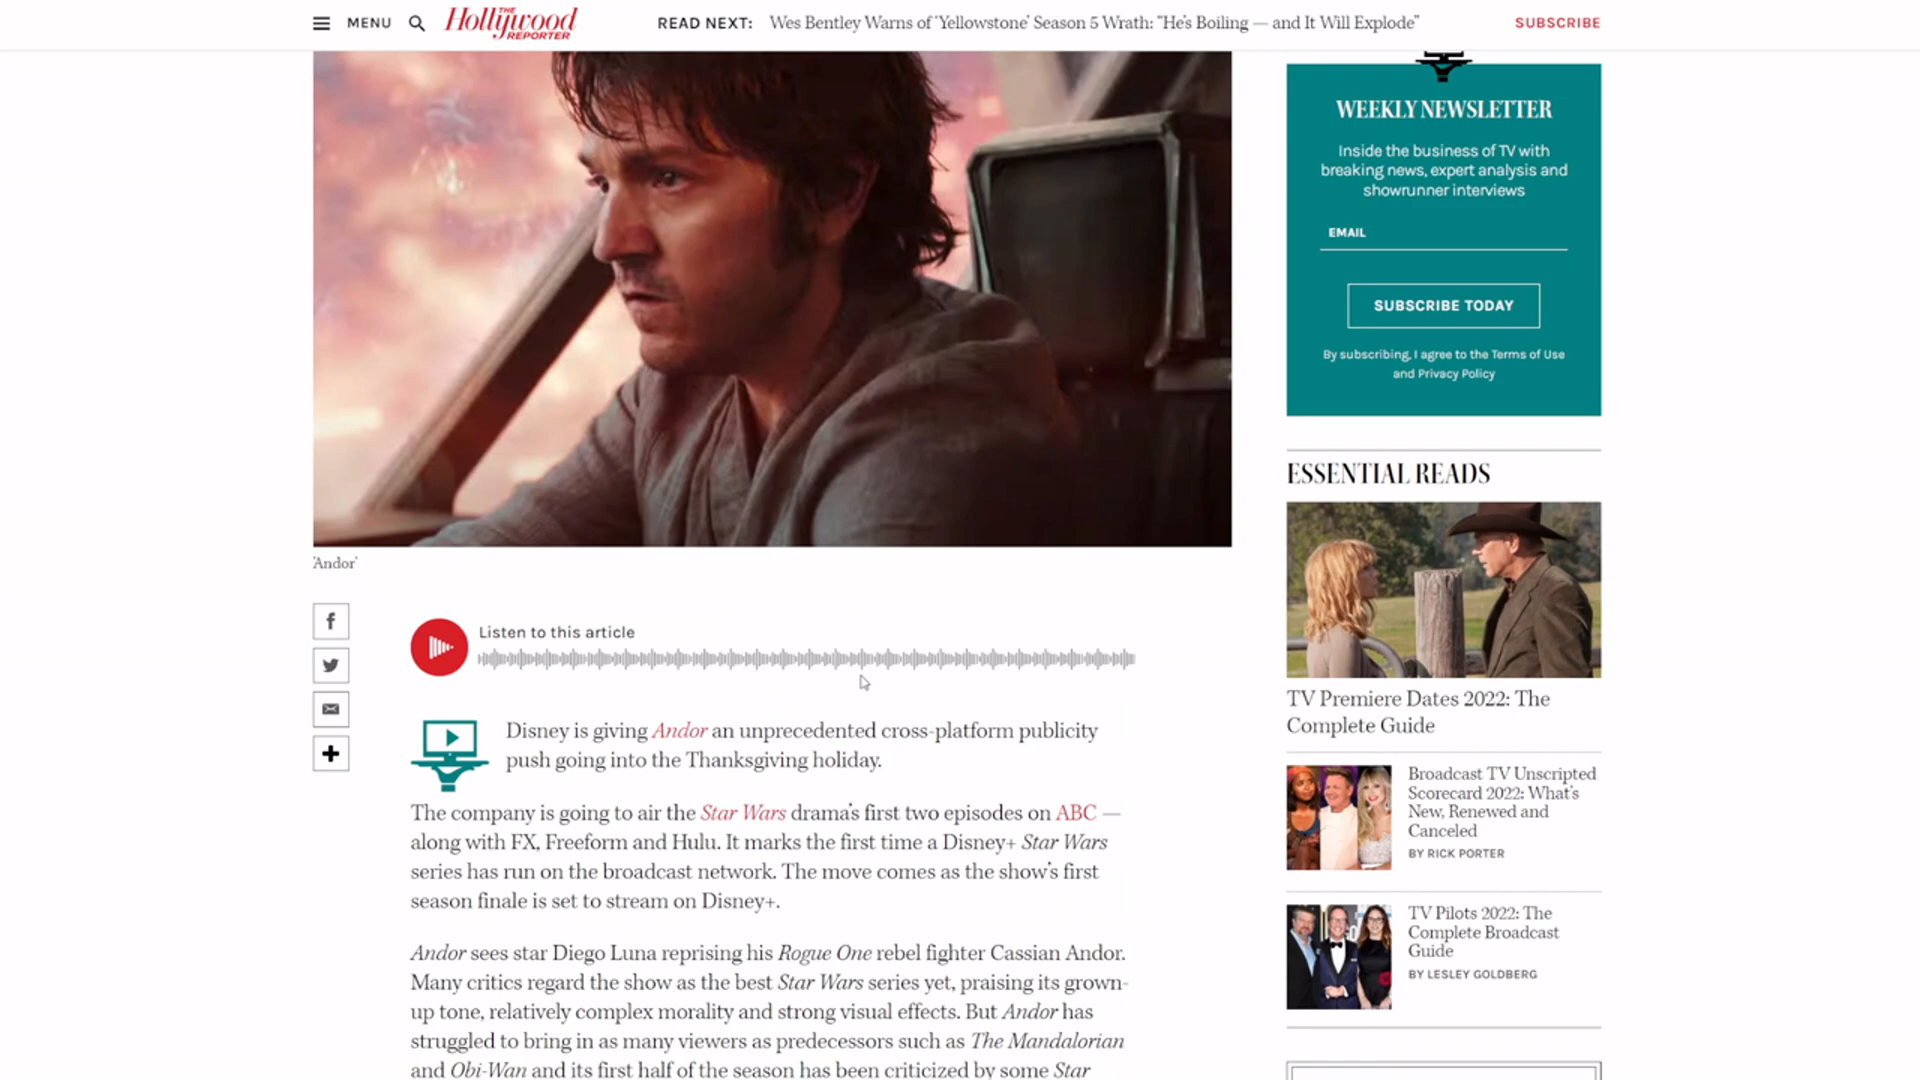 MENU
THE Hollywood REPORTER
READ NEXT: Wes Bentley Warns of ‘Yellowstone’ Season 5 Wrath: “He’s Boiling — and It Will Explode”
SUBSCRIBE
'Andor'
Listen to this article
Disney is giving Andor an unprecedented cross-platform publicity
push going into the Thanksgiving holiday.
The company is going to air the Star Wars drama’s first two episodes on ABC —
along with FX, Freeform and Hulu. It marks the first time a Disney+ Star Wars
series has run on the broadcast network. The move comes as the show’s first
season finale is set to stream on Disney+.
Andor sees star Diego Luna reprising his Rogue One rebel fighter Cassian Andor.
Many critics regard the show as the best Star Wars series yet, praising its grown-
up tone, relatively complex morality and strong visual effects. But Andor has
struggled to bring in as many viewers as predecessors such as The Mandalorian
and Obi-Wan and its first half of the season has been criticized by some Star
WEEKLY NEWSLETTER
Inside the business of TV with
breaking news, expert analysis and
showrunner interviews
EMAIL
SUBSCRIBE TODAY
By subscribing, I agree to the Terms of Use
and Privacy Policy
ESSENTIAL READS
TV Premiere Dates 2022: The
Complete Guide
Broadcast TV Unscripted
Scorecard 2022: What’s
New, Renewed and
Canceled
BY RICK PORTER
TV Pilots 2022: The
Complete Broadcast
Guide
BY LESLEY GOLDBERG